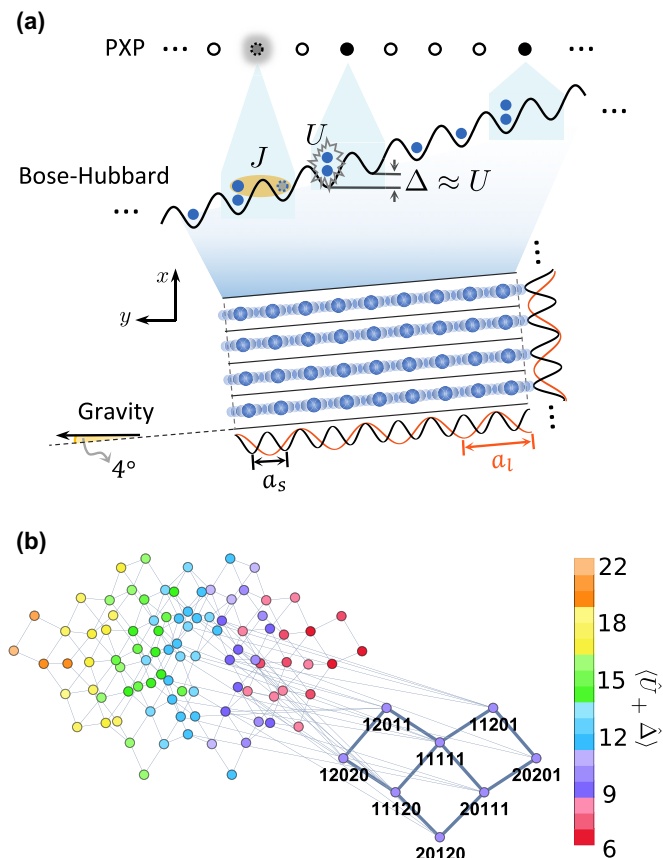 (a)
PXP ··· ···
Bose-Hubbard
J
U
Δ ≈ U
···
···
x
y
Gravity
4°
a_s
a_l
(b)
22
18
15
12
9
6
⟨Û + Δ̂⟩
12011
11201
11111
12020
20201
11120
20111
20120